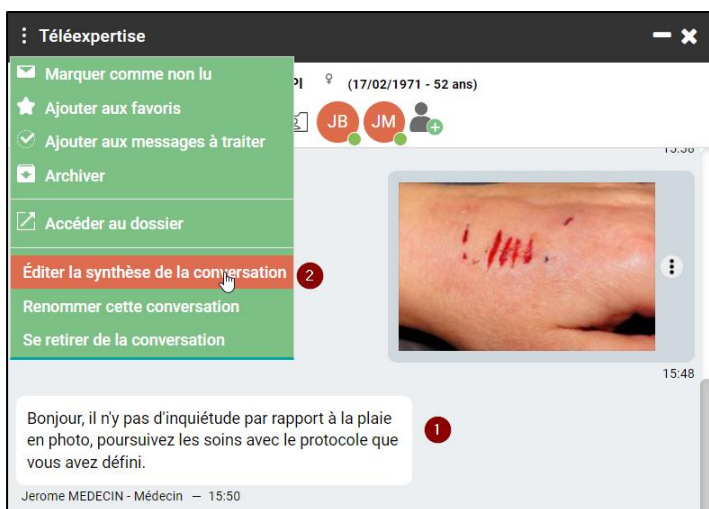 Téléexpertise
Marquer comme non lu
PI ♀ (17/02/1971 - 52 ans)
Ajouter aux favoris
JB JM
Ajouter aux messages à traiter
Archiver
Accéder au dossier
Éditer la synthèse de la conversation 2
Renommer cette conversation
Se retirer de la conversation
15:48
Bonjour, il n'y pas d'inquiétude par rapport à la plaie
en photo, poursuivez les soins avec le protocole que
vous avez défini.
1
Jerome MEDECIN - Médecin — 15:50